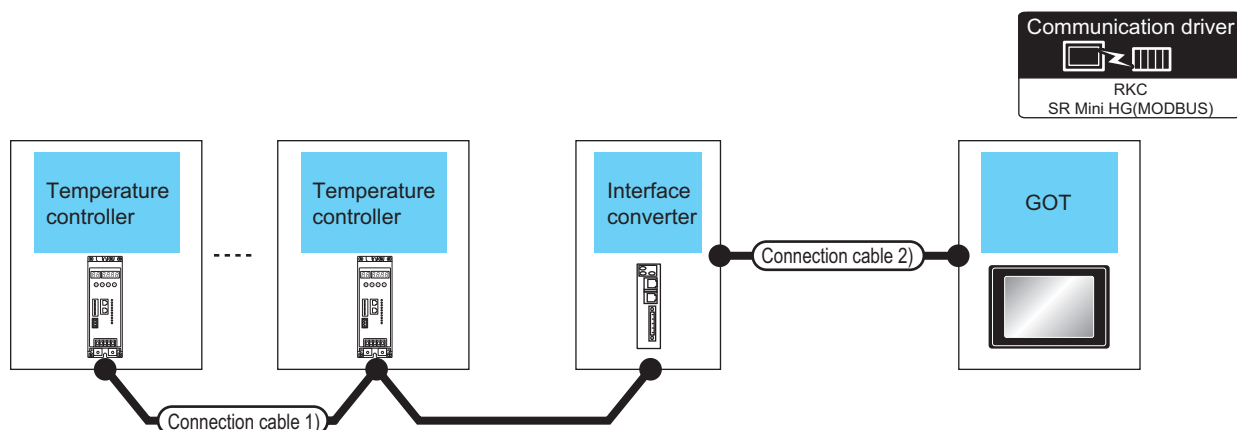 Communication driver
RKC
SR Mini HG(MODBUS)
Temperature
controller
Temperature
controller
Interface
converter
GOT
Connection cable 2)
Connection cable 1)